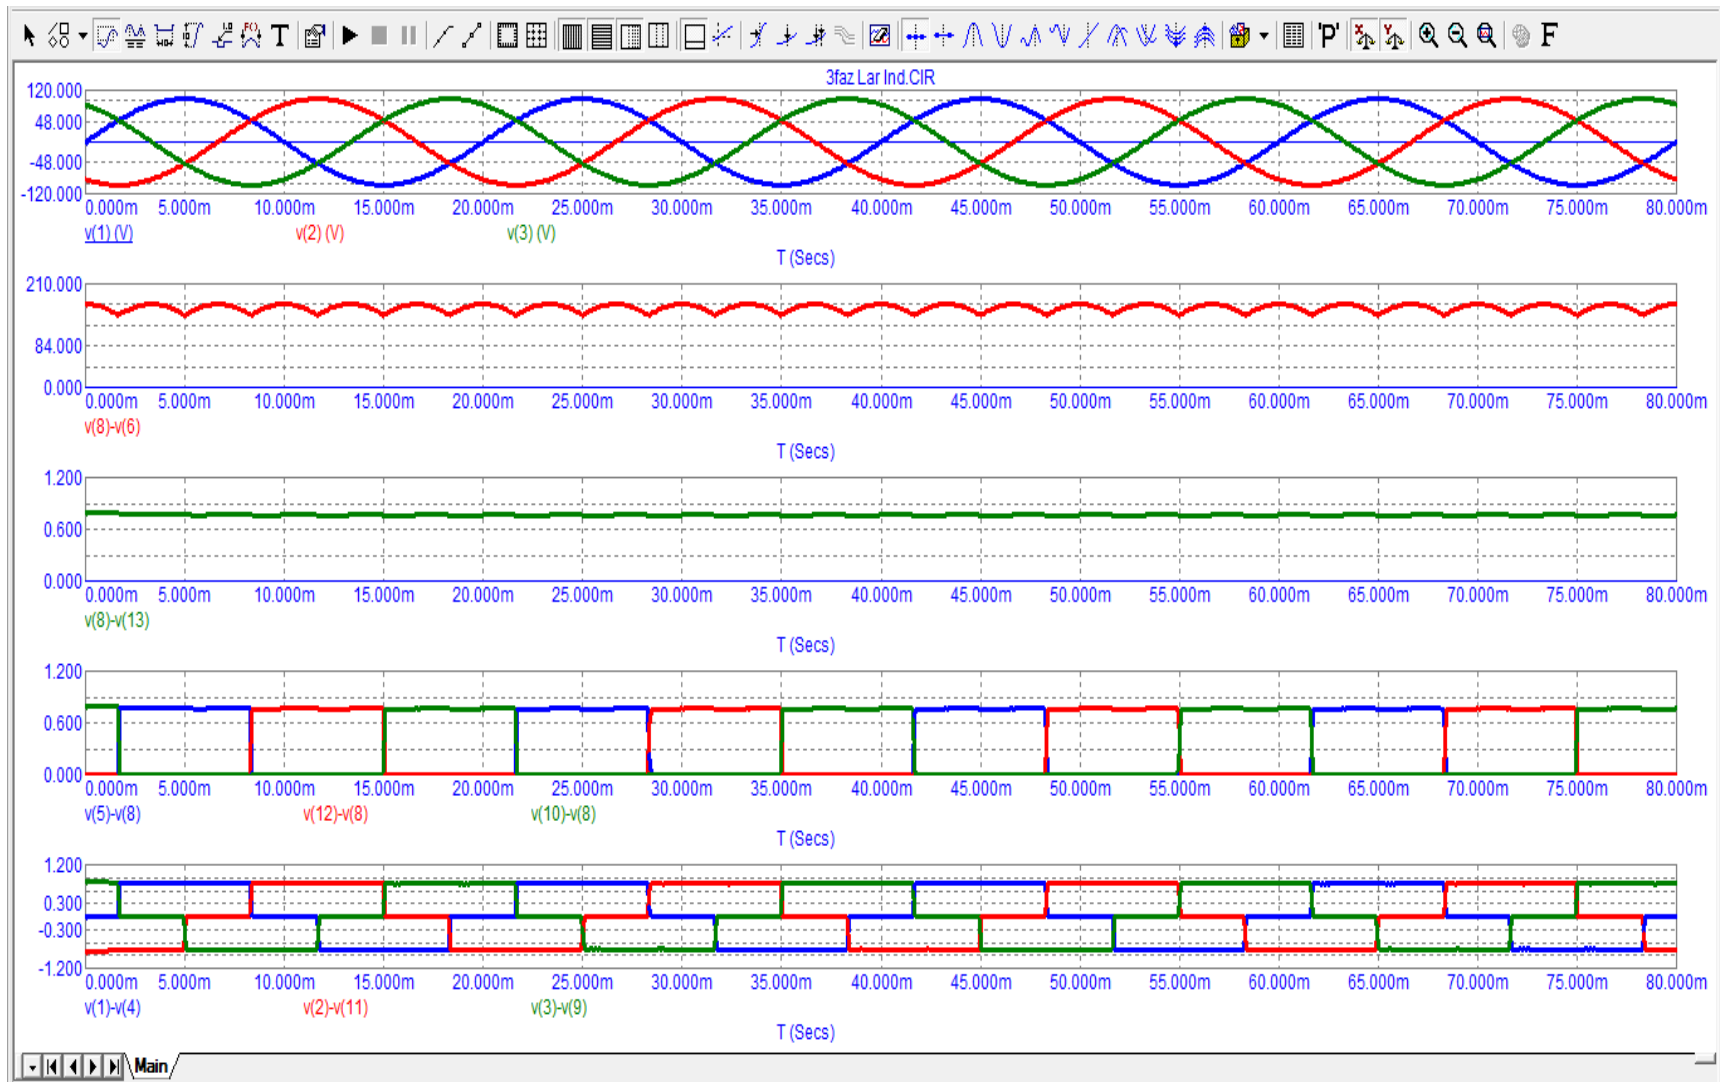 T 'P' F
3faz Lar Ind.CIR
120.000
48.000
-48.000
-120.000
0.000m 5.000m 10.000m 15.000m 20.000m 25.000m 30.000m 35.000m 40.000m 45.000m 50.000m 55.000m 60.000m 65.000m 70.000m 75.000m 80.000m
v(1) (V) v(2) (V) v(3) (V)
T (Secs)
210.000
84.000
0.000
0.000m 5.000m 10.000m 15.000m 20.000m 25.000m 30.000m 35.000m 40.000m 45.000m 50.000m 55.000m 60.000m 65.000m 70.000m 75.000m 80.000m
v(8)-v(6)
T (Secs)
1.200
0.600
0.000
0.000m 5.000m 10.000m 15.000m 20.000m 25.000m 30.000m 35.000m 40.000m 45.000m 50.000m 55.000m 60.000m 65.000m 70.000m 75.000m 80.000m
v(8)-v(13)
T (Secs)
1.200
0.600
0.000
0.000m 5.000m 10.000m 15.000m 20.000m 25.000m 30.000m 35.000m 40.000m 45.000m 50.000m 55.000m 60.000m 65.000m 70.000m 75.000m 80.000m
v(5)-v(8) v(12)-v(8) v(10)-v(8)
T (Secs)
1.200
0.300
-0.300
-1.200
0.000m 5.000m 10.000m 15.000m 20.000m 25.000m 30.000m 35.000m 40.000m 45.000m 50.000m 55.000m 60.000m 65.000m 70.000m 75.000m 80.000m
v(1)-v(4) v(2)-v(11) v(3)-v(9)
T (Secs)
Main